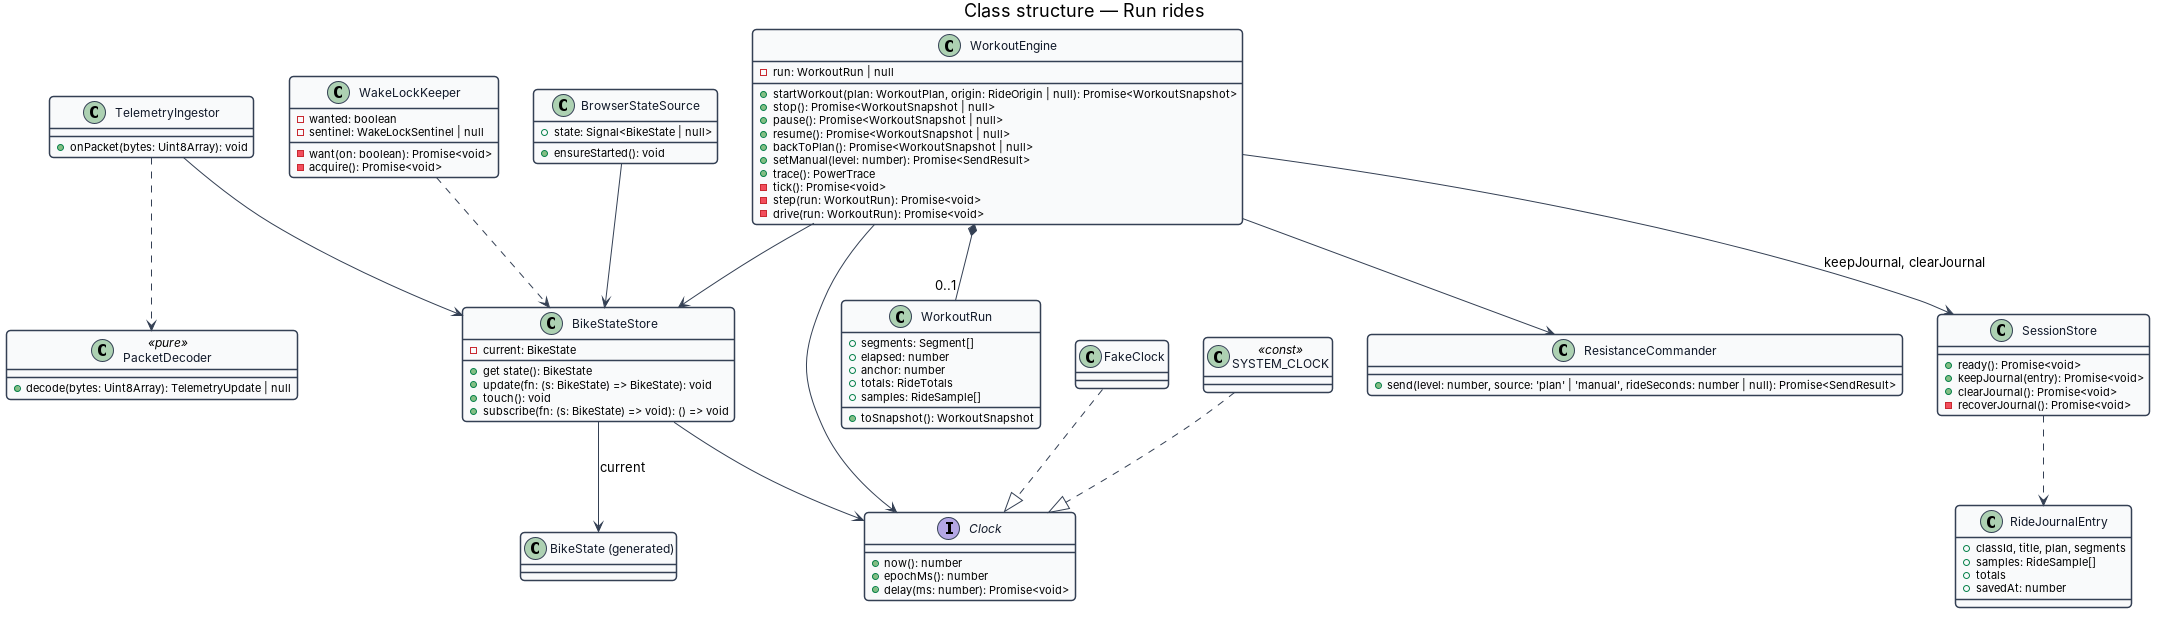 Class structure — Run rides
C WorkoutEngine
run: WorkoutRun | null
startWorkout(plan: WorkoutPlan, origin: RideOrigin | null): Promise<WorkoutSnapshot>
stop(): Promise<WorkoutSnapshot | null>
pause(): Promise<WorkoutSnapshot | null>
resume(): Promise<WorkoutSnapshot | null>
backToPlan(): Promise<WorkoutSnapshot | null>
setManual(level: number): Promise<SendResult>
trace(): PowerTrace
tick(): Promise<void>
step(run: WorkoutRun): Promise<void>
drive(run: WorkoutRun): Promise<void>
C TelemetryIngestor
onPacket(bytes: Uint8Array): void
C WakeLockKeeper
wanted: boolean
sentinel: WakeLockSentinel | null
want(on: boolean): Promise<void>
acquire(): Promise<void>
C BrowserStateSource
state: Signal<BikeState | null>
ensureStarted(): void
keepJournal, clearJournal
0..1
C «pure»
PacketDecoder
decode(bytes: Uint8Array): TelemetryUpdate | null
C BikeStateStore
current: BikeState
get state(): BikeState
update(fn: (s: BikeState) => BikeState): void
touch(): void
subscribe(fn: (s: BikeState) => void): () => void
C WorkoutRun
segments: Segment[]
elapsed: number
anchor: number
totals: RideTotals
samples: RideSample[]
toSnapshot(): WorkoutSnapshot
C FakeClock
C «const»
SYSTEM_CLOCK
C ResistanceCommander
send(level: number, source: 'plan' | 'manual', rideSeconds: number | null): Promise<SendResult>
C SessionStore
ready(): Promise<void>
keepJournal(entry): Promise<void>
clearJournal(): Promise<void>
recoverJournal(): Promise<void>
current
C BikeState (generated)
I Clock
now(): number
epochMs(): number
delay(ms: number): Promise<void>
C RideJournalEntry
classId, title, plan, segments
samples: RideSample[]
totals
savedAt: number